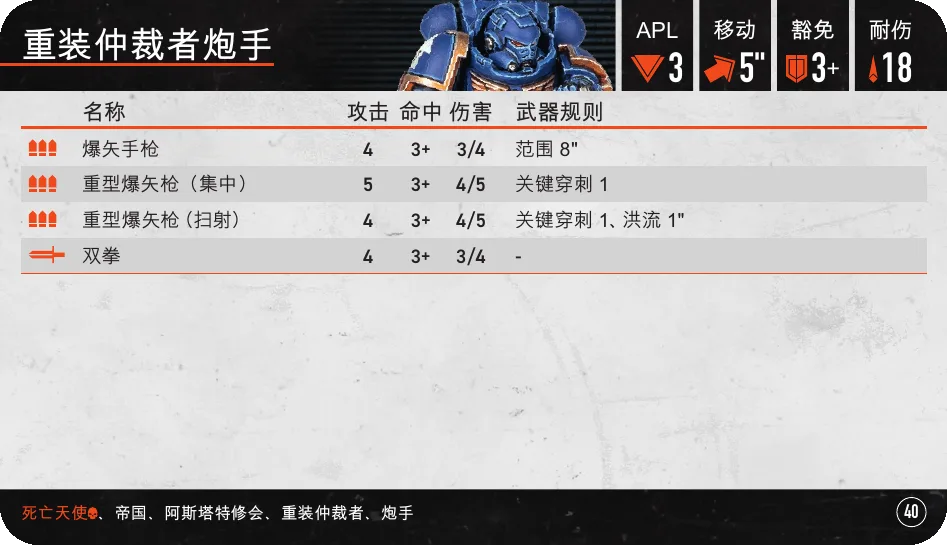 重装仲裁者炮手
APL 移动 豁免 耐伤
3 5" 3+ 18
名称 攻击 命中 伤害 武器规则
爆矢手枪 4 3+ 3/4 范围 8"
重型爆矢枪（集中） 5 3+ 4/5 关键穿刺 1
重型爆矢枪（扫射） 4 3+ 4/5 关键穿刺 1、洪流 1"
双拳 4 3+ 3/4 -
死亡天使、帝国、阿斯塔特修会、重装仲裁者、炮手
40